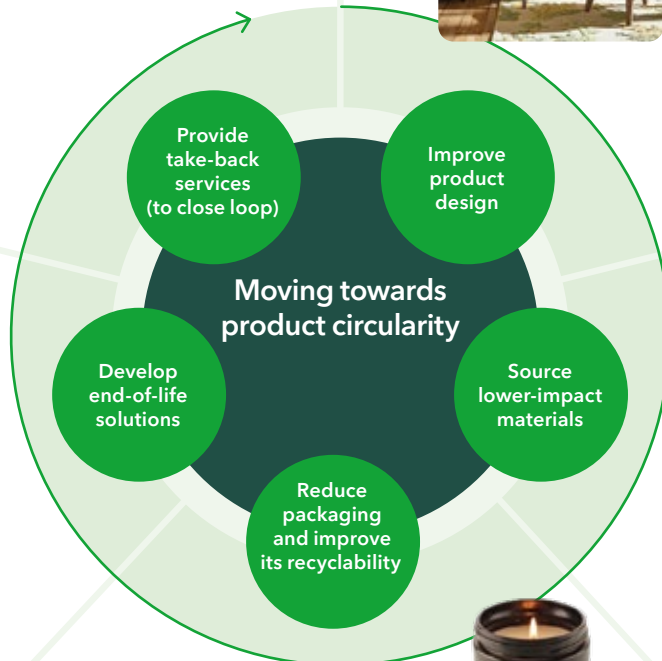 Provide
take-back
services
(to close loop)
Improve
product
design
Moving towards
product circularity
Develop
end-of-life
solutions
Source
lower-impact
materials
Reduce
packaging
and improve
its recyclability